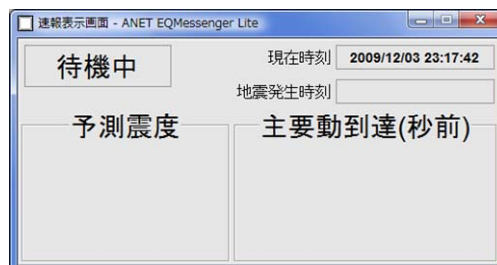 速報表示画面 - ANET EQMessenger Lite
待機中
現在時刻 2009/12/03 23:17:42
地震発生時刻
予測震度
主要動到達(秒前)